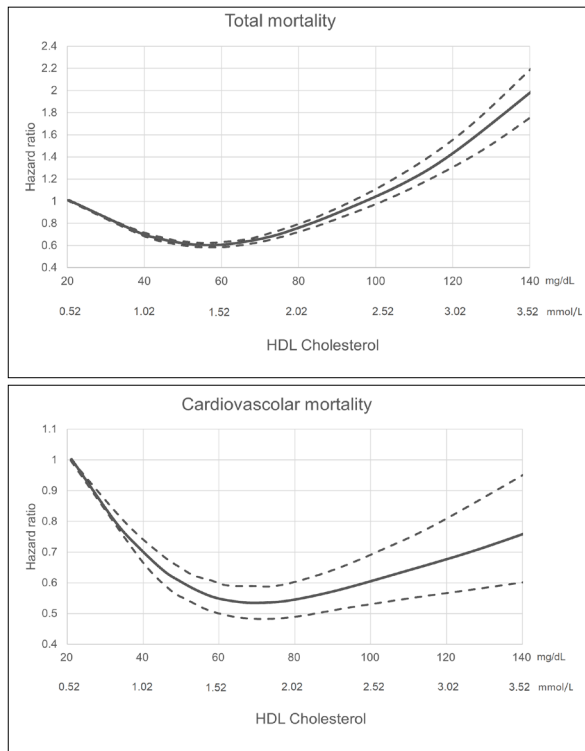 Total mortality
2.4
2.2
2
1.8
1.6
1.4
1.2
1
0.8
0.6
0.4
Hazard ratio
20 40 60 80 100 120 140 mg/dL
0.52 1.02 1.52 2.02 2.52 3.02 3.52 mmol/L
HDL Cholesterol
Cardiovascolar mortality
1.1
1
0.9
0.8
0.7
0.6
0.5
0.4
Hazard ratio
20 40 60 80 100 120 140 mg/dL
0.52 1.02 1.52 2.02 2.52 3.02 3.52 mmol/L
HDL Cholesterol